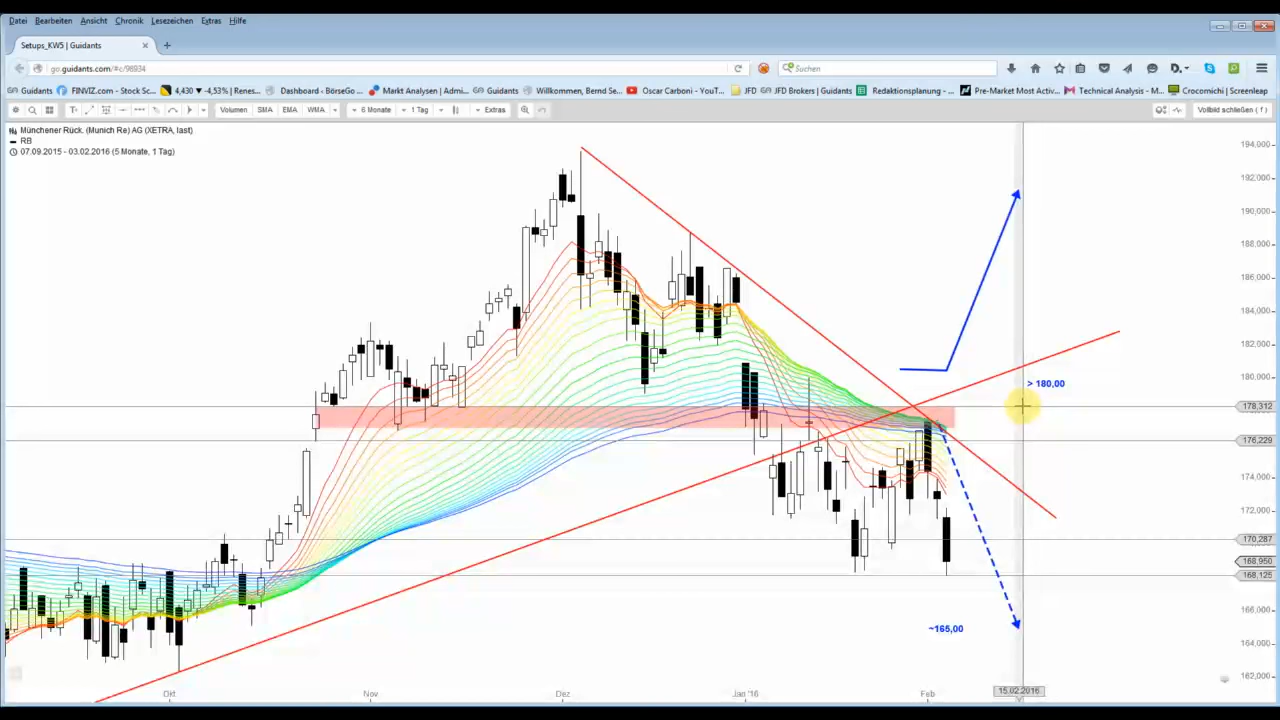 Datei Bearbeiten Ansicht Chronik Lesezeichen Extras Hilfe
Setups_KW5 | Guidants
go.guidants.com/#c/98934
Suchen
Guidants FINVIZ.com - Stock Sc... 4,430 ▼ -4,53% | Renes... Dashboard - BörseGo ... Markt Analysen | Adm... Guidants Willkommen, Bernd Se... Oscar Carboni - YouT... JFD JFD Brokers | Guidants Redaktionsplanung - ... Pre-Market Most Activ... Technical Analysis - M... Crocomichi | Screenleap
Volumen SMA EMA WMA 6 Monate 1 Tag Extras Vollbild schließen ( f )
Münchener Rück. (Munich Re) AG (XETRA, last)
RB
07.09.2015 - 03.02.2016 (5 Monate, 1 Tag)
194,000
192,000
190,000
188,000
186,000
184,000
182,000
180,000
> 180,00
178,312
176,229
174,000
172,000
170,287
168,950
168,125
166,000
~165,00
164,000
162,000
Okt Nov Dez Jan '16 Feb 15.02.2016